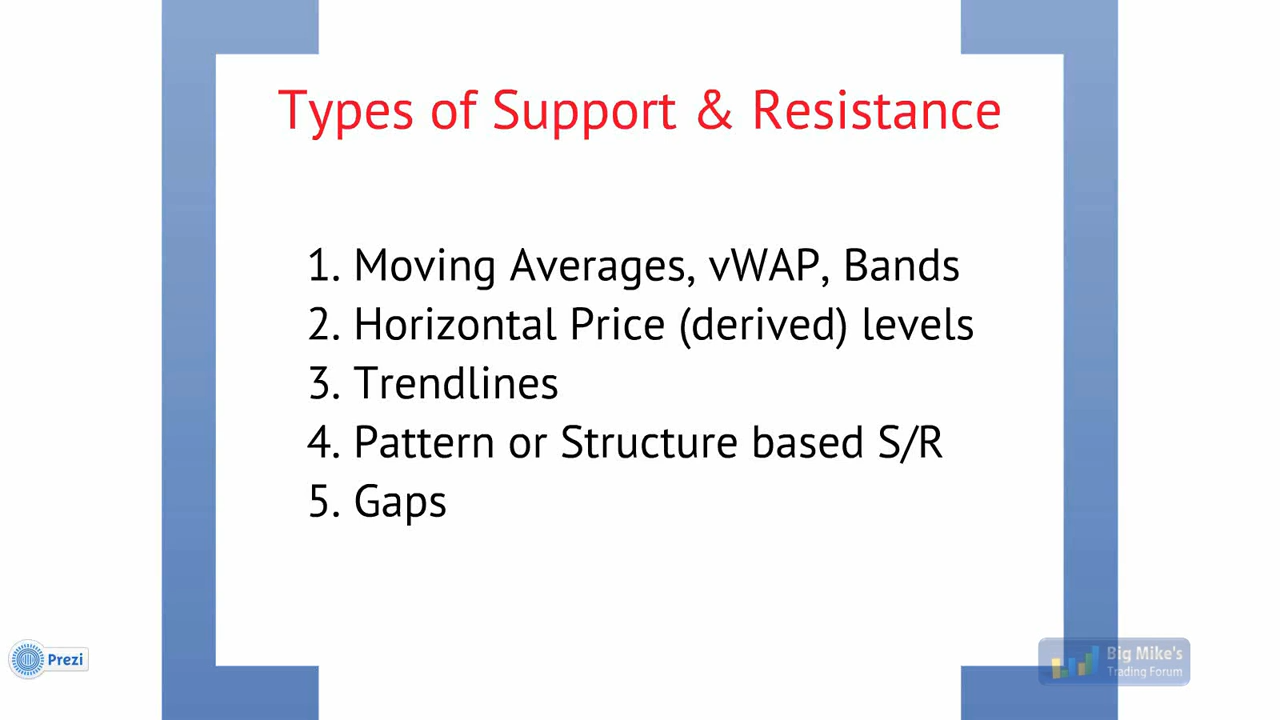 Types of Support & Resistance
1. Moving Averages, vWAP, Bands
2. Horizontal Price (derived) levels
3. Trendlines
4. Pattern or Structure based S/R
5. Gaps
Prezi
Big Mike's
Trading Forum